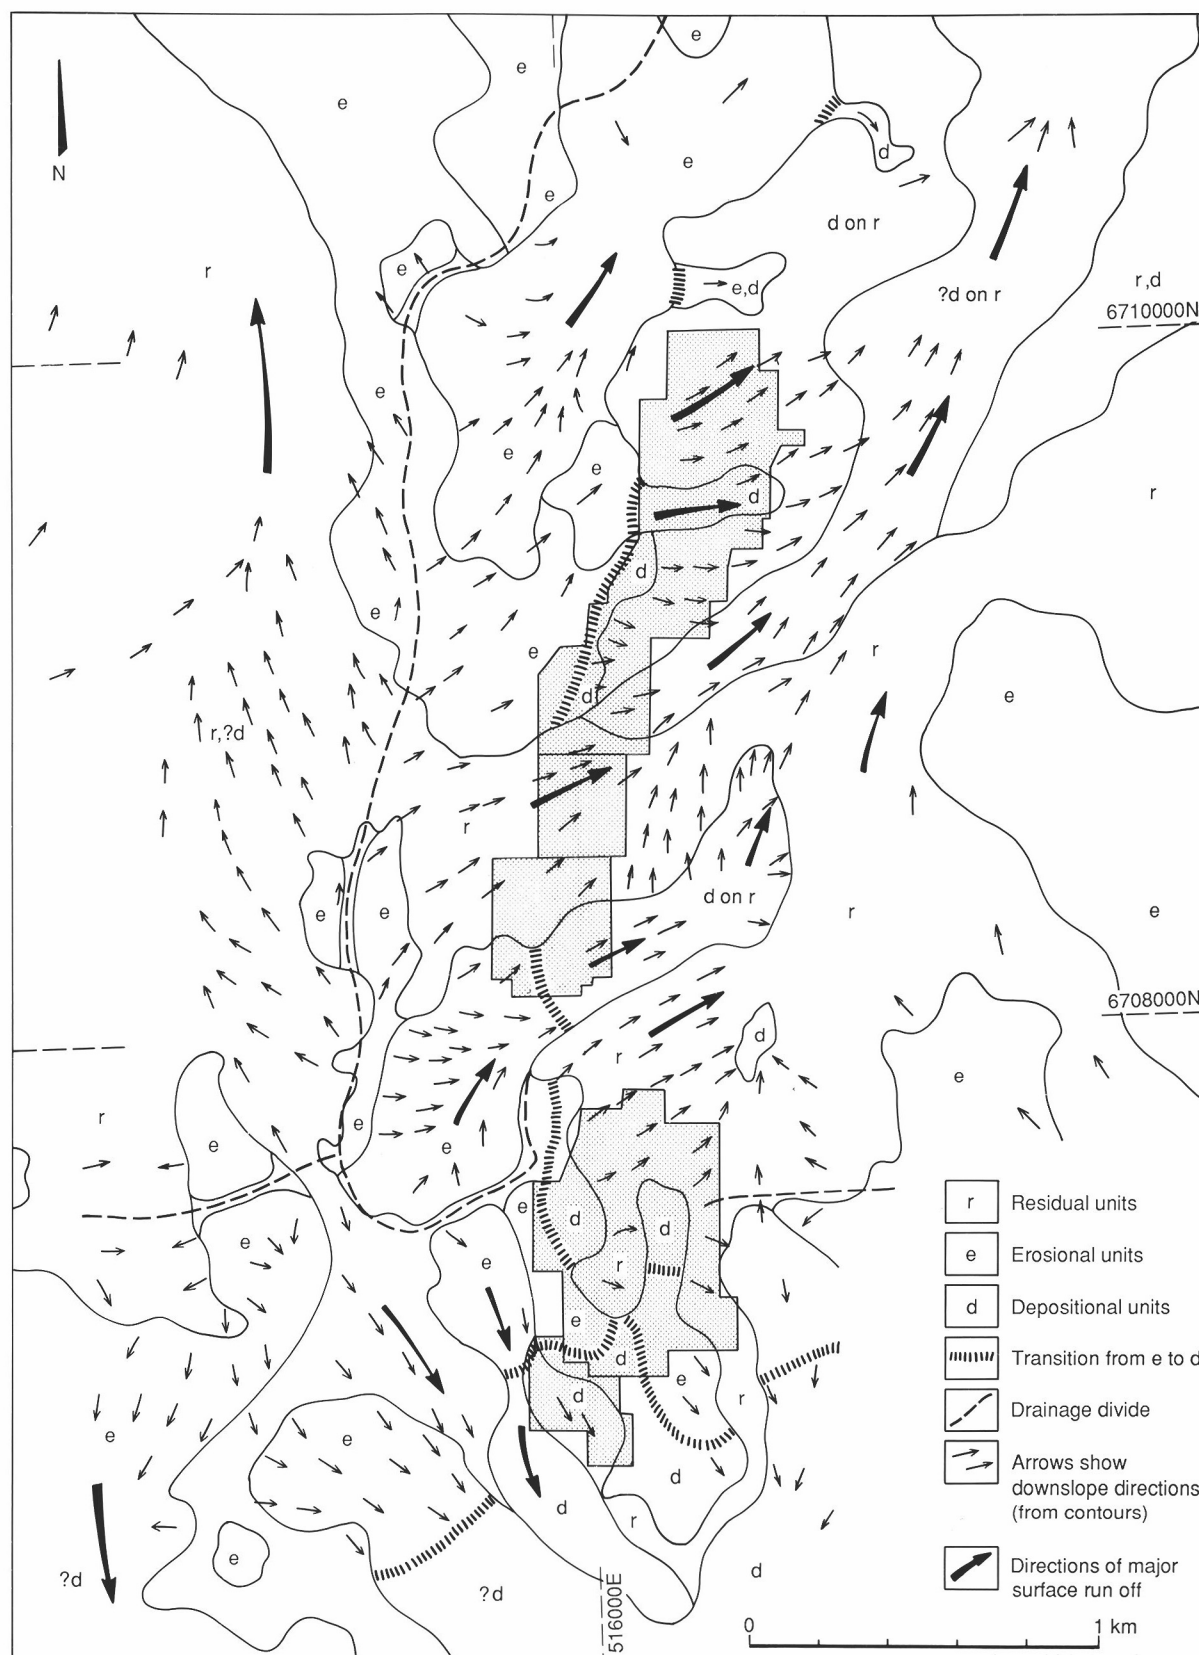 e
e
e
N
e
d
e
d on r
e
r
e
e,d
r,d
?d on r
6710000N
e
e
e
d
r
d
e
e
r
e
d
r,?d
r
d on r
e
e
r
e
6708000N
d
r
e
r
e
e
e
e
d
d
r
e
e
e
d
e
r
d
e
e
d
d
r
e
?d
?d
d
516000E
r Residual units
e Erosional units
d Depositional units
Transition from e to d
Drainage divide
Arrows show
downslope directions
(from contours)
Directions of major
surface run off
0 1 km